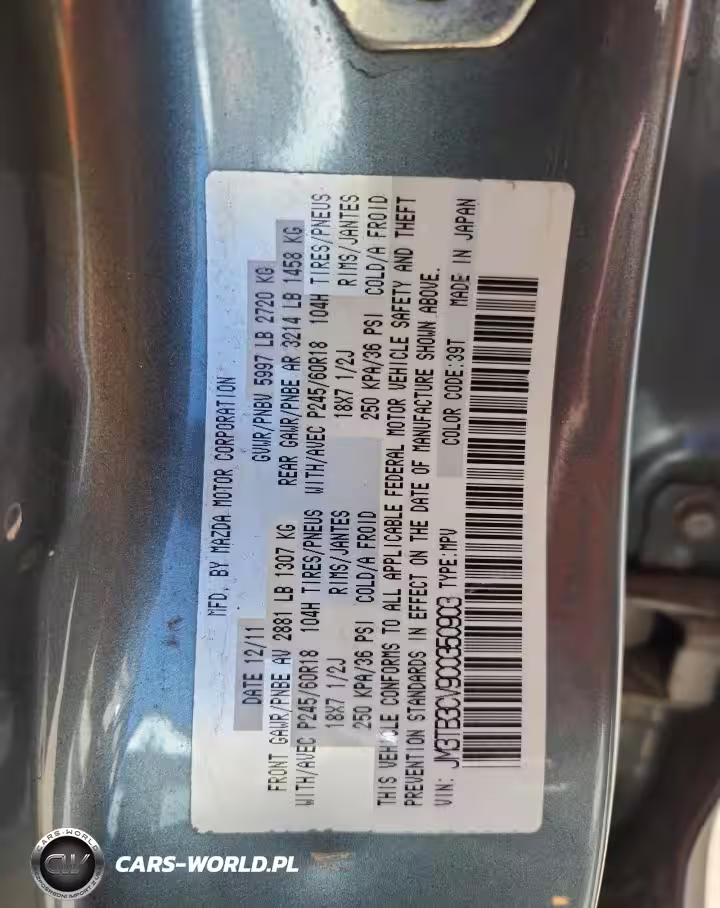 MFD. BY MAZDA MOTOR CORPORATION
DATE 12/11 GVWR/PNBV 5997 LB 2720 KG
FRONT GAWR/PNBE AV 2881 LB 1307 KG REAR GAWR/PNBE AR 3214 LB 1458 KG
WITH/AVEC P245/60R18 104H TIRES/PNEUS WITH/AVEC P245/60R18 104H TIRES/PNEUS
18X7 1/2J RIMS/JANTES 18X7 1/2J RIMS/JANTES
250 KPA/36 PSI COLD/A FROID 250 KPA/36 PSI COLD/A FROID
THIS VEHICLE CONFORMS TO ALL APPLICABLE FEDERAL MOTOR VEHICLE SAFETY AND THEFT
PREVENTION STANDARDS IN EFFECT ON THE DATE OF MANUFACTURE SHOWN ABOVE.
VIN: JM3TB3CV9C0350903 TYPE:MPV COLOR CODE:39T MADE IN JAPAN
CARS-WORLD
CW
CARS-WORLD.PL